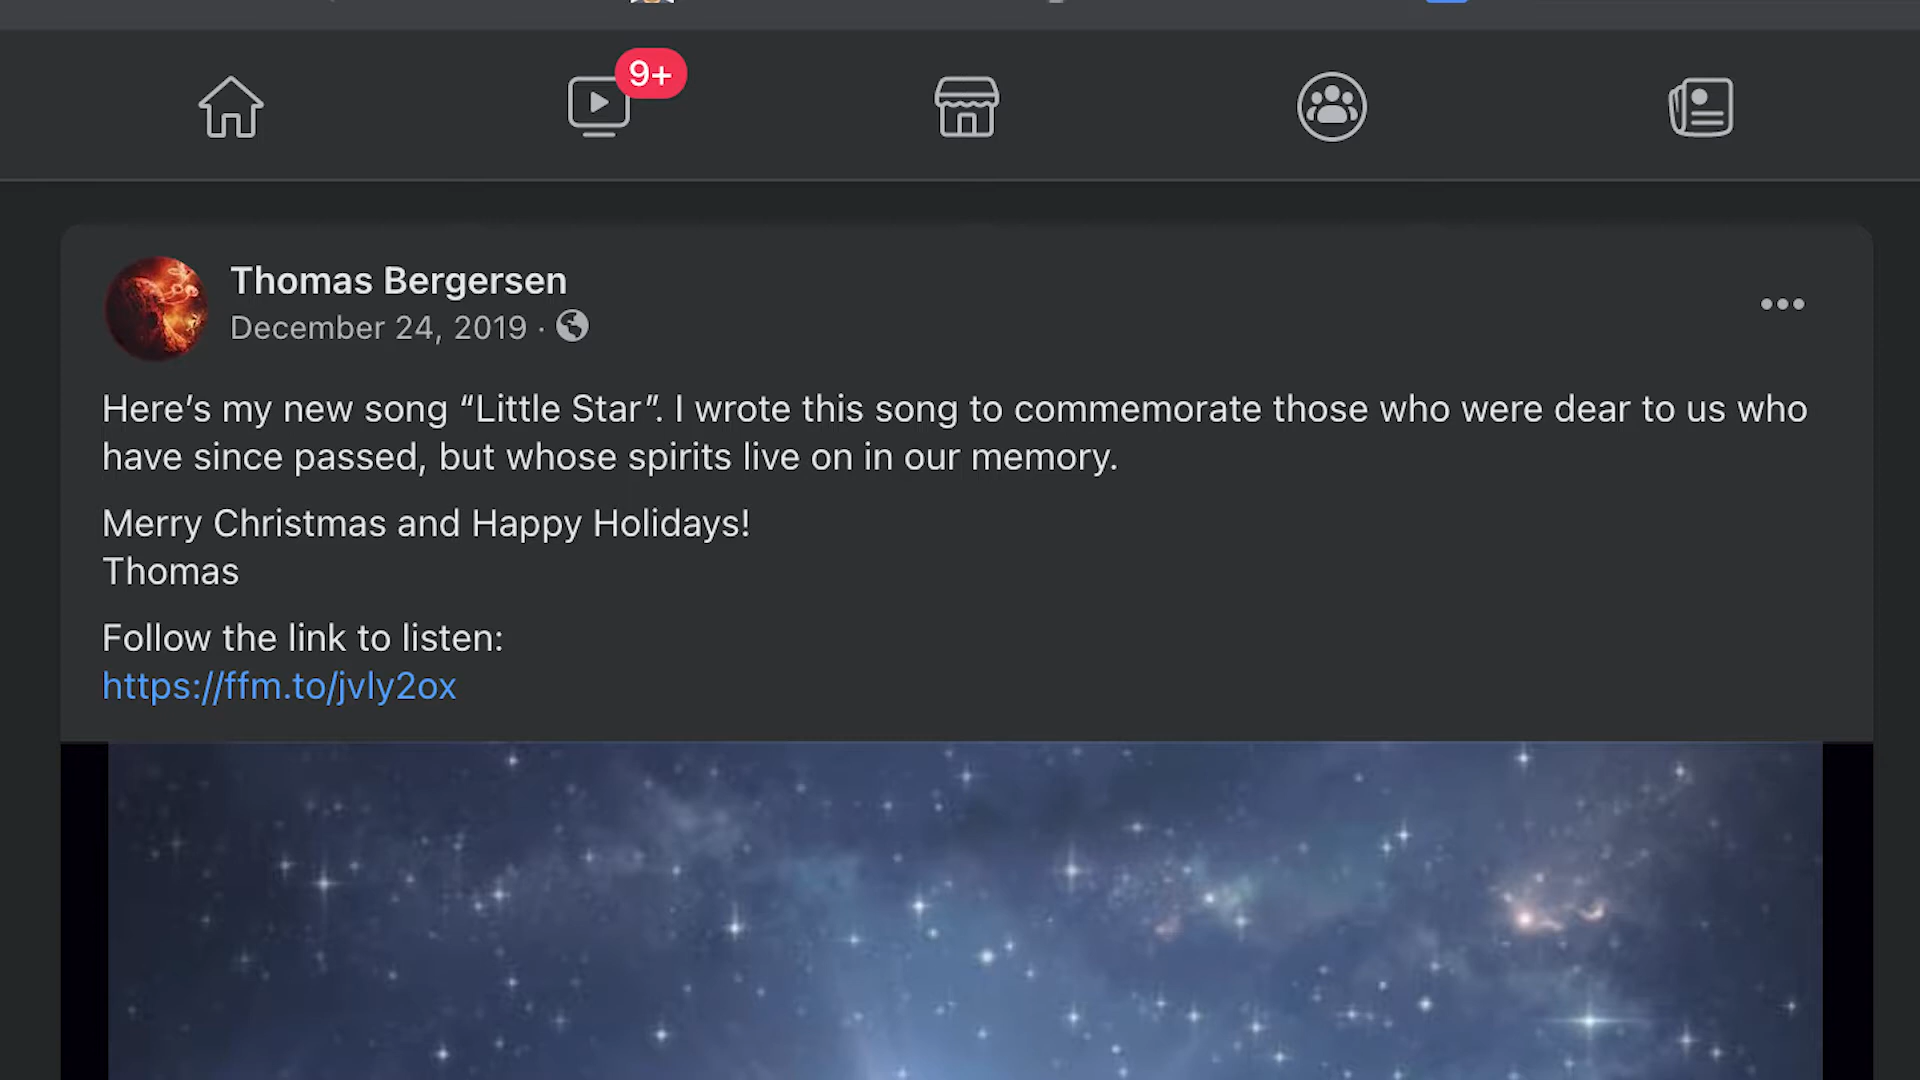 9+
Thomas Bergersen
December 24, 2019 ·
Here’s my new song “Little Star”. I wrote this song to commemorate those who were dear to us who
have since passed, but whose spirits live on in our memory.
Merry Christmas and Happy Holidays!
Thomas
Follow the link to listen:
https://ffm.to/jvly2ox